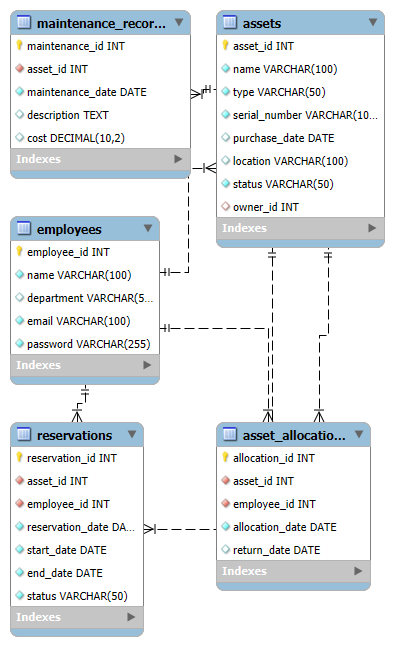 maintenance_recor...
maintenance_id INT
asset_id INT
maintenance_date DATE
description TEXT
cost DECIMAL(10,2)
Indexes
assets
asset_id INT
name VARCHAR(100)
type VARCHAR(50)
serial_number VARCHAR(10...
purchase_date DATE
location VARCHAR(100)
status VARCHAR(50)
owner_id INT
Indexes
employees
employee_id INT
name VARCHAR(100)
department VARCHAR(5...
email VARCHAR(100)
password VARCHAR(255)
Indexes
reservations
reservation_id INT
asset_id INT
employee_id INT
reservation_date DA...
start_date DATE
end_date DATE
status VARCHAR(50)
Indexes
asset_allocatio...
allocation_id INT
asset_id INT
employee_id INT
allocation_date DATE
return_date DATE
Indexes